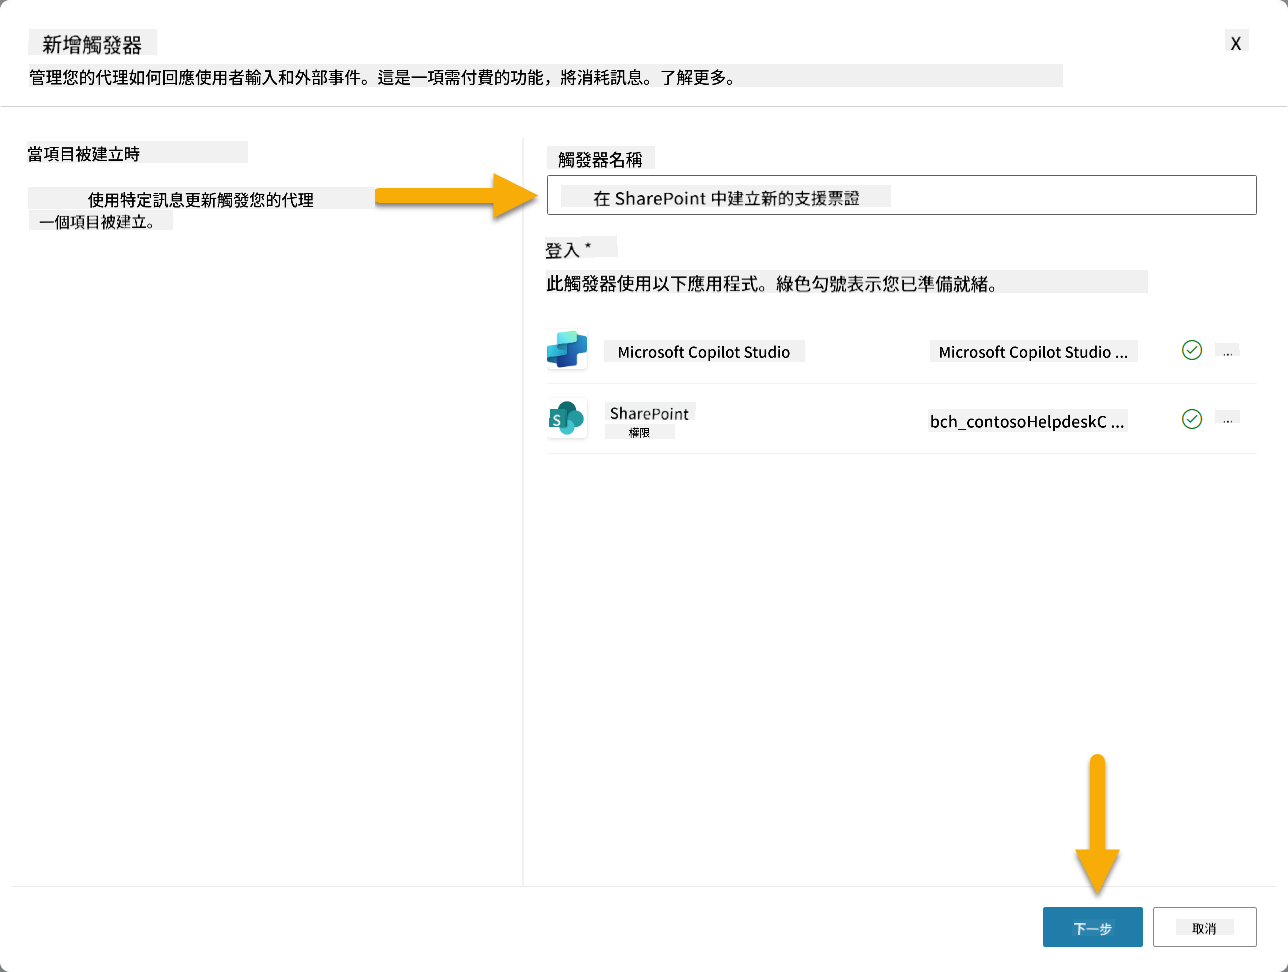 新增觸發器
X
管理您的代理如何回應使用者輸入和外部事件。這是一項需付費的功能，將消耗訊息。了解更多。
當項目被建立時
使用特定訊息更新觸發您的代理
一個項目被建立。
觸發器名稱
在 SharePoint 中建立新的支援票證
登入 *
此觸發器使用以下應用程式。綠色勾號表示您已準備就緒。
Microsoft Copilot Studio
Microsoft Copilot Studio ...
...
SharePoint
權限
bch_contosoHelpdeskC ...
...
下一步
取消